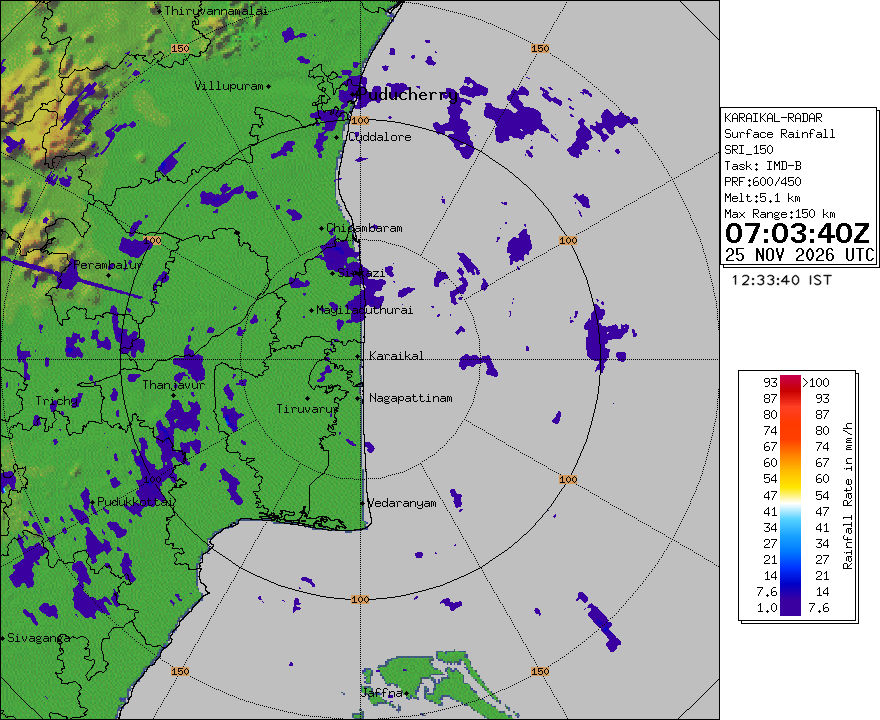 Thiruvannamalai
150
150
Villupuram
Puducherry
100
Cuddalore
Chidambaram
100
100
Perambalur
Sirkazi
Mayiladuthurai
Karaikal
Thanjavur
Nagapattinam
Trichy
Tiruvarur
100
100
Pudukkottai
Vedaranyam
100
Sivaganga
150
150
Jaffna
KARAIKAL-RADAR
Surface Rainfall
SRI_150
Task: IMD-B
PRF:600/450
Melt:5.1 km
Max Range:150 km
07:03:40Z
25 NOV 2026 UTC
12:33:40 IST
93 >100
87 93
80 87
74 80
67 74
60 67
54 60
47 54
41 47
34 41
27 34
21 27
14 21
7.6 14
1.0 7.6
Rainfall Rate in mm/h